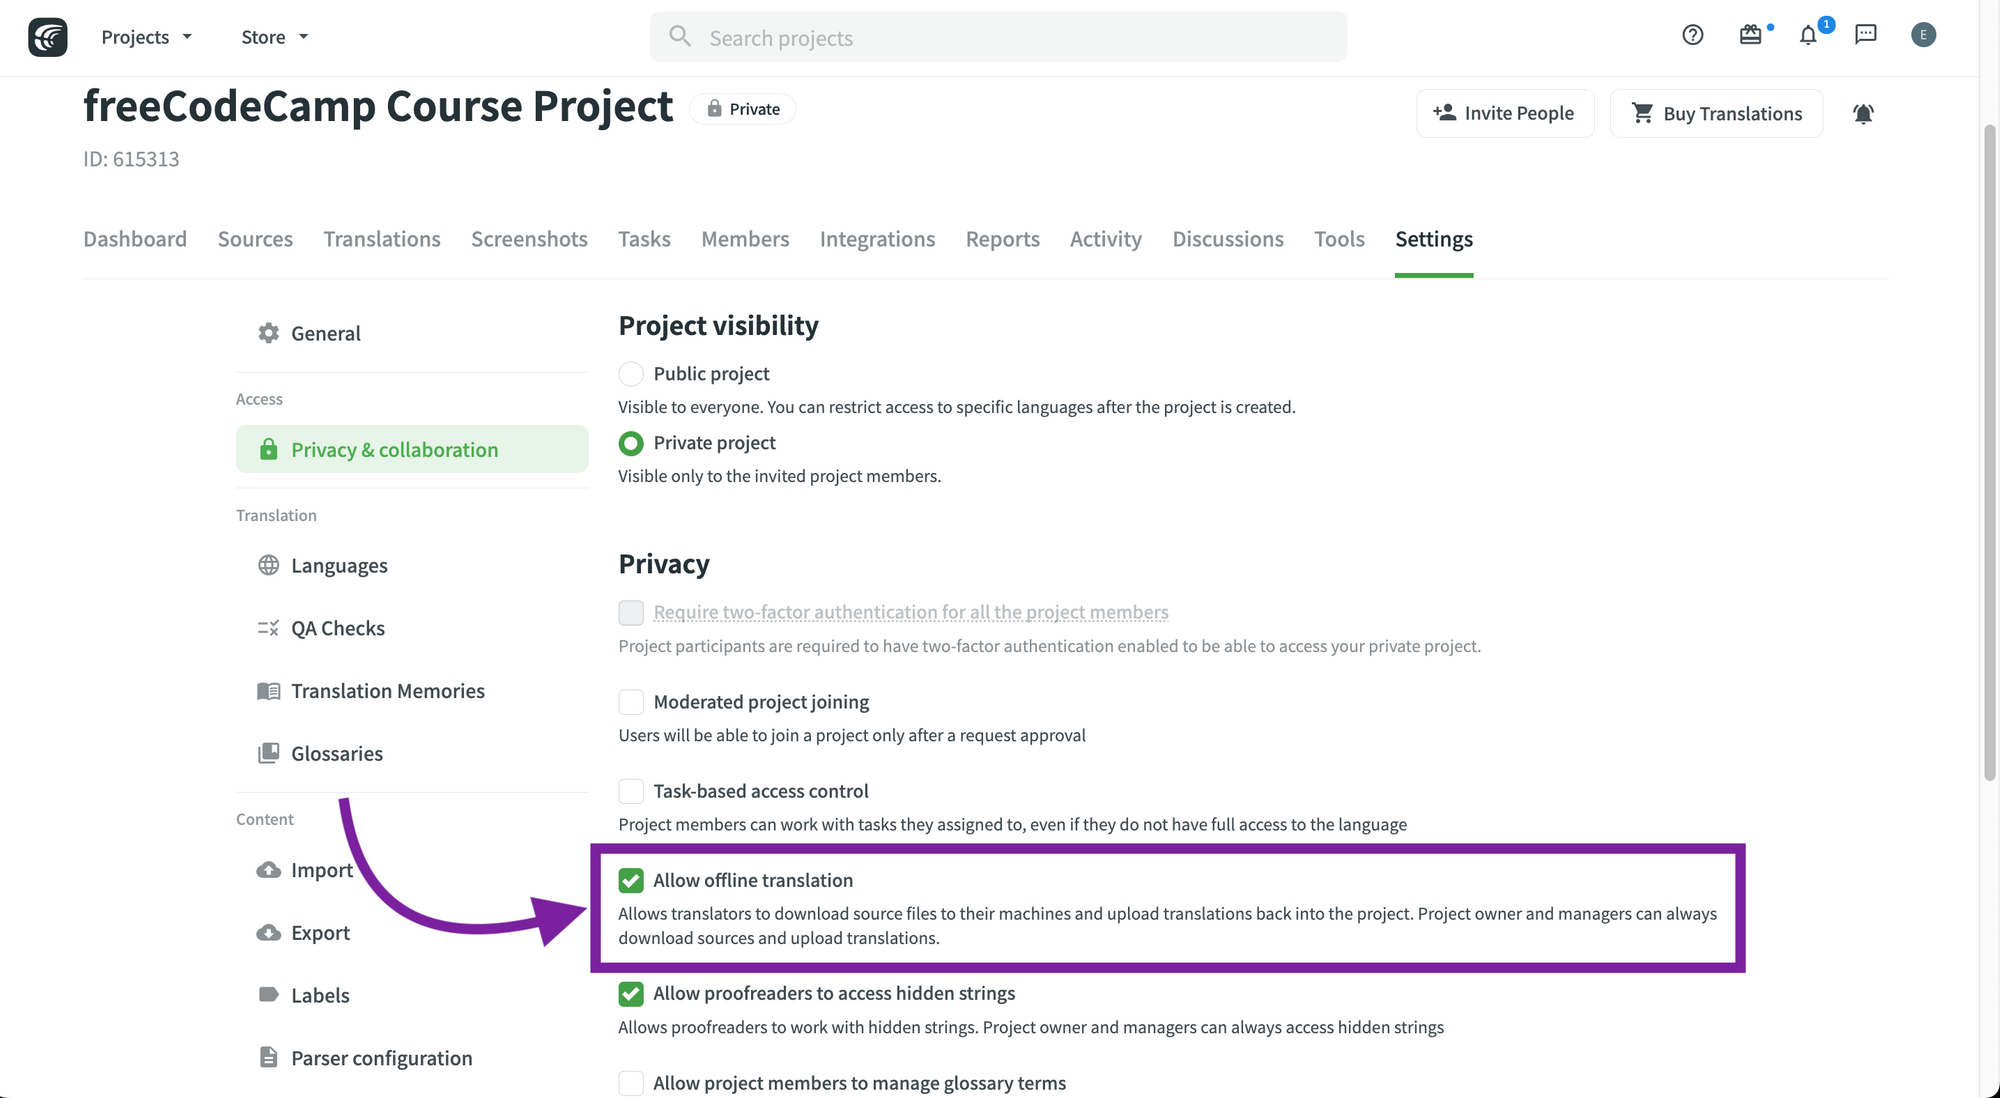 Projects
Store
Search projects
1
E
freeCodeCamp Course Project
Private
Invite People
Buy Translations
ID: 615313
Dashboard
Sources
Translations
Screenshots
Tasks
Members
Integrations
Reports
Activity
Discussions
Tools
Settings
General
Access
Privacy & collaboration
Translation
Languages
QA Checks
Translation Memories
Glossaries
Content
Import
Export
Labels
Parser configuration
Project visibility
Public project
Visible to everyone. You can restrict access to specific languages after the project is created.
Private project
Visible only to the invited project members.
Privacy
Require two-factor authentication for all the project members
Project participants are required to have two-factor authentication enabled to be able to access your private project.
Moderated project joining
Users will be able to join a project only after a request approval
Task-based access control
Project members can work with tasks they assigned to, even if they do not have full access to the language
Allow offline translation
Allows translators to download source files to their machines and upload translations back into the project. Project owner and managers can always
download sources and upload translations.
Allow proofreaders to access hidden strings
Allows proofreaders to work with hidden strings. Project owner and managers can always access hidden strings
Allow project members to manage glossary terms